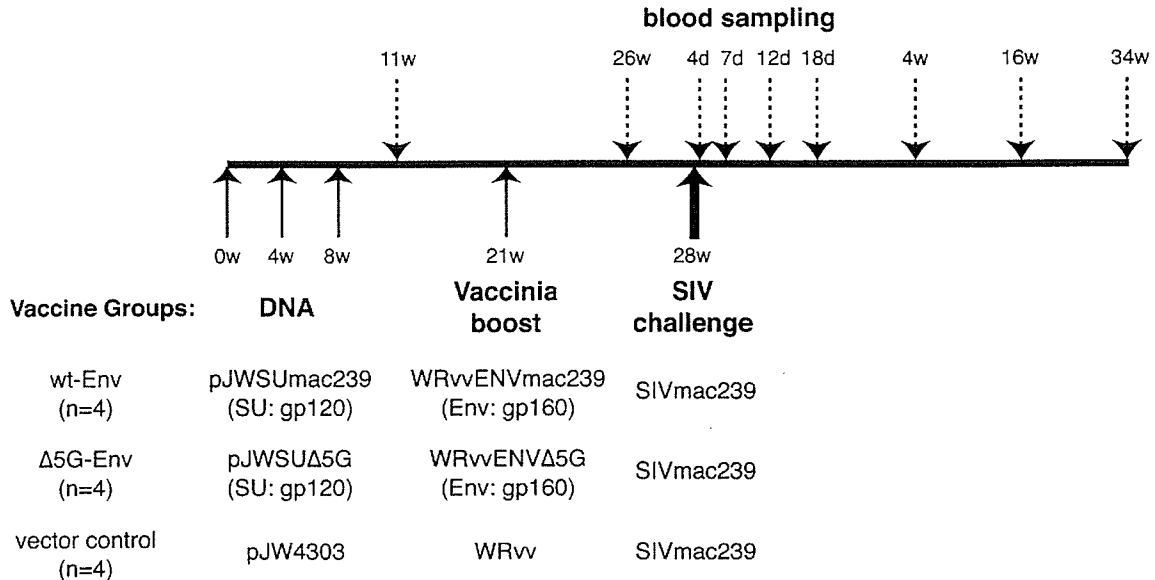 blood sampling
11w 26w 4d 7d 12d 18d 4w 16w 34w
0w 4w 8w 21w 28w
Vaccine Groups: DNA Vaccinia boost SIV challenge
wt-Env (n=4) pJWSUmac239 (SU: gp120) WRvvENVmac239 (Env: gp160) SIVmac239
Δ5G-Env (n=4) pJWSUΔ5G (SU: gp120) WRvvENVΔ5G (Env: gp160) SIVmac239
vector control (n=4) pJW4303 WRvv SIVmac239